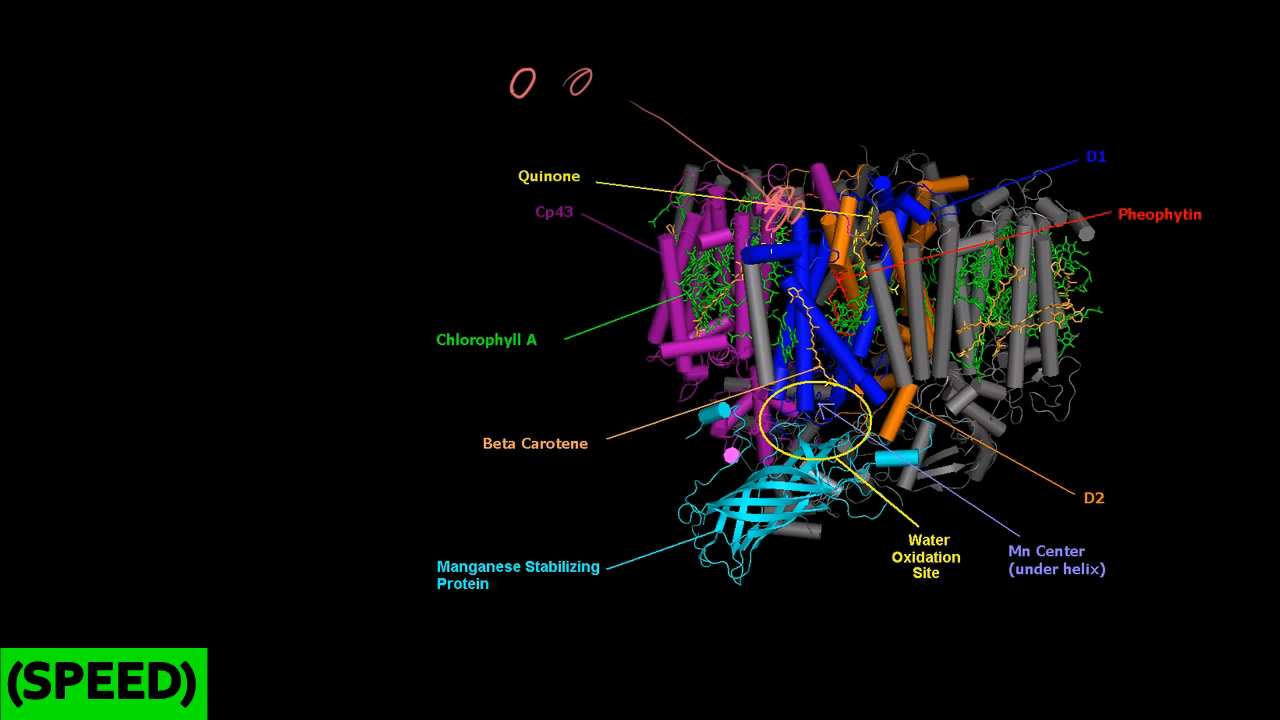 O O
Quinone
Cp43
D1
Pheophytin
Chlorophyll A
Beta Carotene
D2
Water
Oxidation
Site
Mn Center
(under helix)
Manganese Stabilizing
Protein
(SPEED)